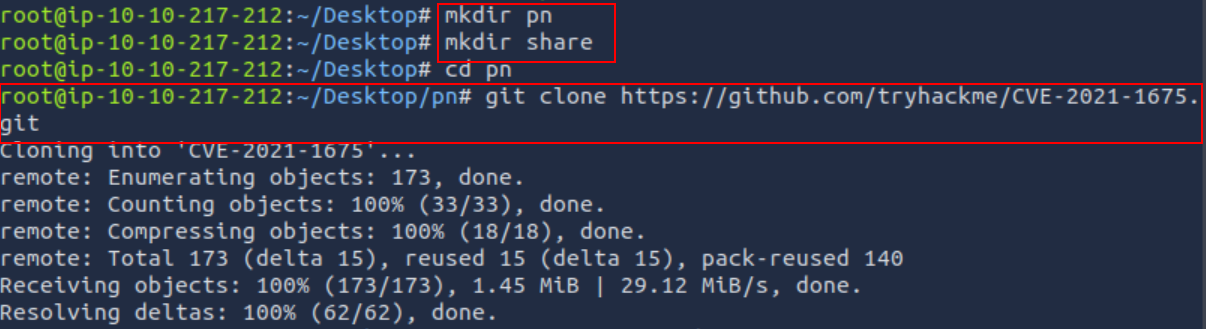 root@ip-10-10-217-212:~/Desktop# mkdir pn
root@ip-10-10-217-212:~/Desktop# mkdir share
root@ip-10-10-217-212:~/Desktop# cd pn
root@ip-10-10-217-212:~/Desktop/pn# git clone https://github.com/tryhackme/CVE-2021-1675.
git
Cloning into 'CVE-2021-1675'...
remote: Enumerating objects: 173, done.
remote: Counting objects: 100% (33/33), done.
remote: Compressing objects: 100% (18/18), done.
remote: Total 173 (delta 15), reused 15 (delta 15), pack-reused 140
Receiving objects: 100% (173/173), 1.45 MiB | 29.12 MiB/s, done.
Resolving deltas: 100% (62/62), done.